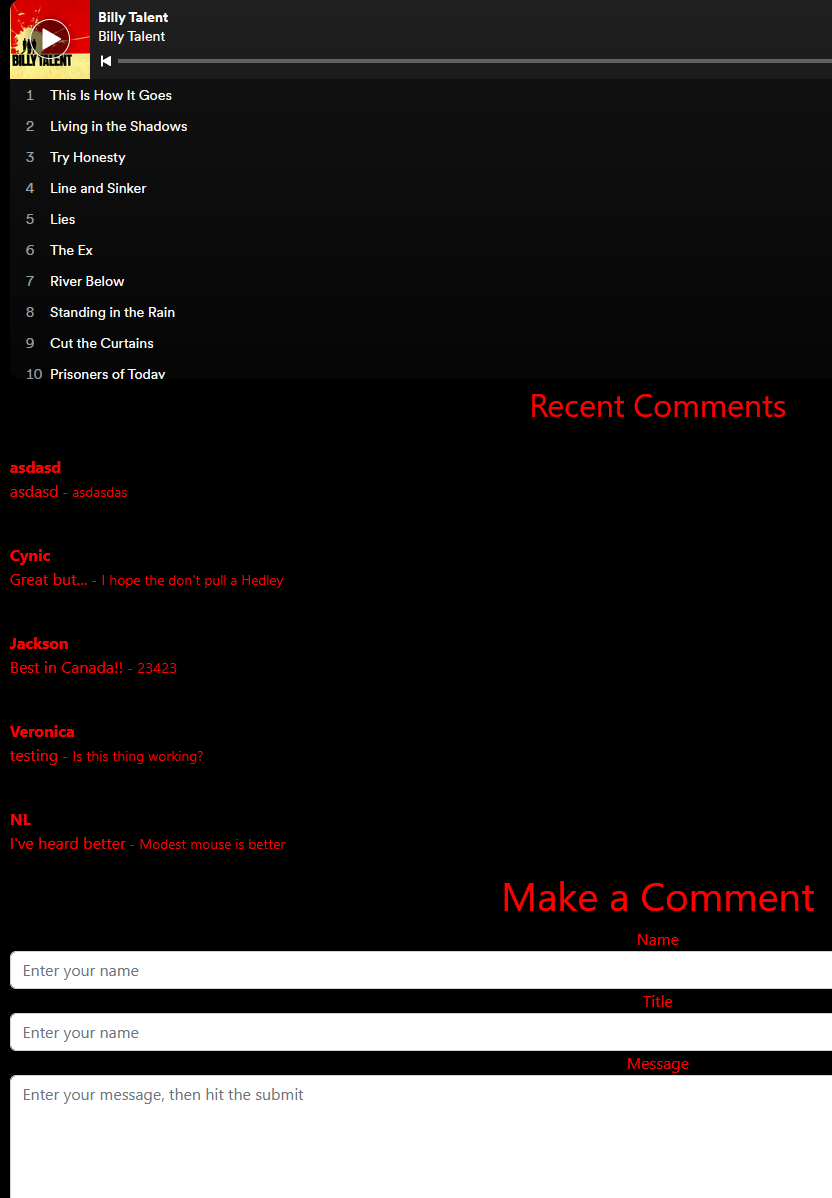 BILLY TALENT
Billy Talent
Billy Talent
1 This Is How It Goes
2 Living in the Shadows
3 Try Honesty
4 Line and Sinker
5 Lies
6 The Ex
7 River Below
8 Standing in the Rain
9 Cut the Curtains
10 Prisoners of Today
Recent Comments
asdasd
asdasd - asdasdas
Cynic
Great but... - I hope the don't pull a Hedley
Jackson
Best in Canada!! - 23423
Veronica
testing - Is this thing working?
NL
I've heard better - Modest mouse is better
Make a Comment
Name
Enter your name
Title
Enter your name
Message
Enter your message, then hit the submit